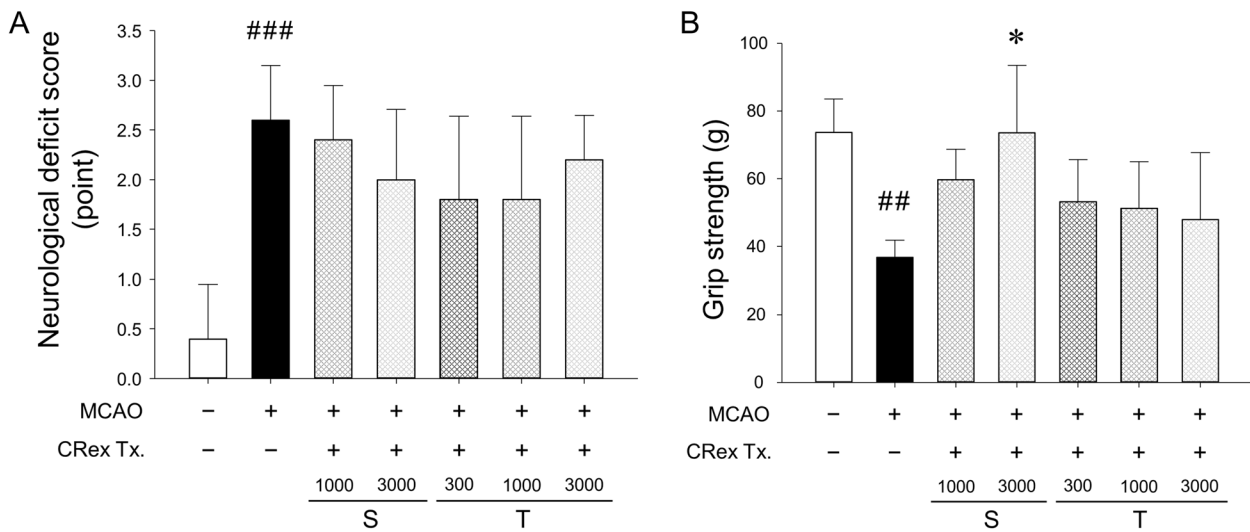 A
Neurological deficit score
(point)
3.5
3.0
2.5
2.0
1.5
1.0
0.5
0.0
###
MCAO − + + + + + +
CRex Tx. − − + + + + +
1000 3000 300 1000 3000
S T
B
Grip strength (g)
100
80
60
40
20
0
##
*
MCAO − + + + + + +
CRex Tx. − − + + + + +
1000 3000 300 1000 3000
S T